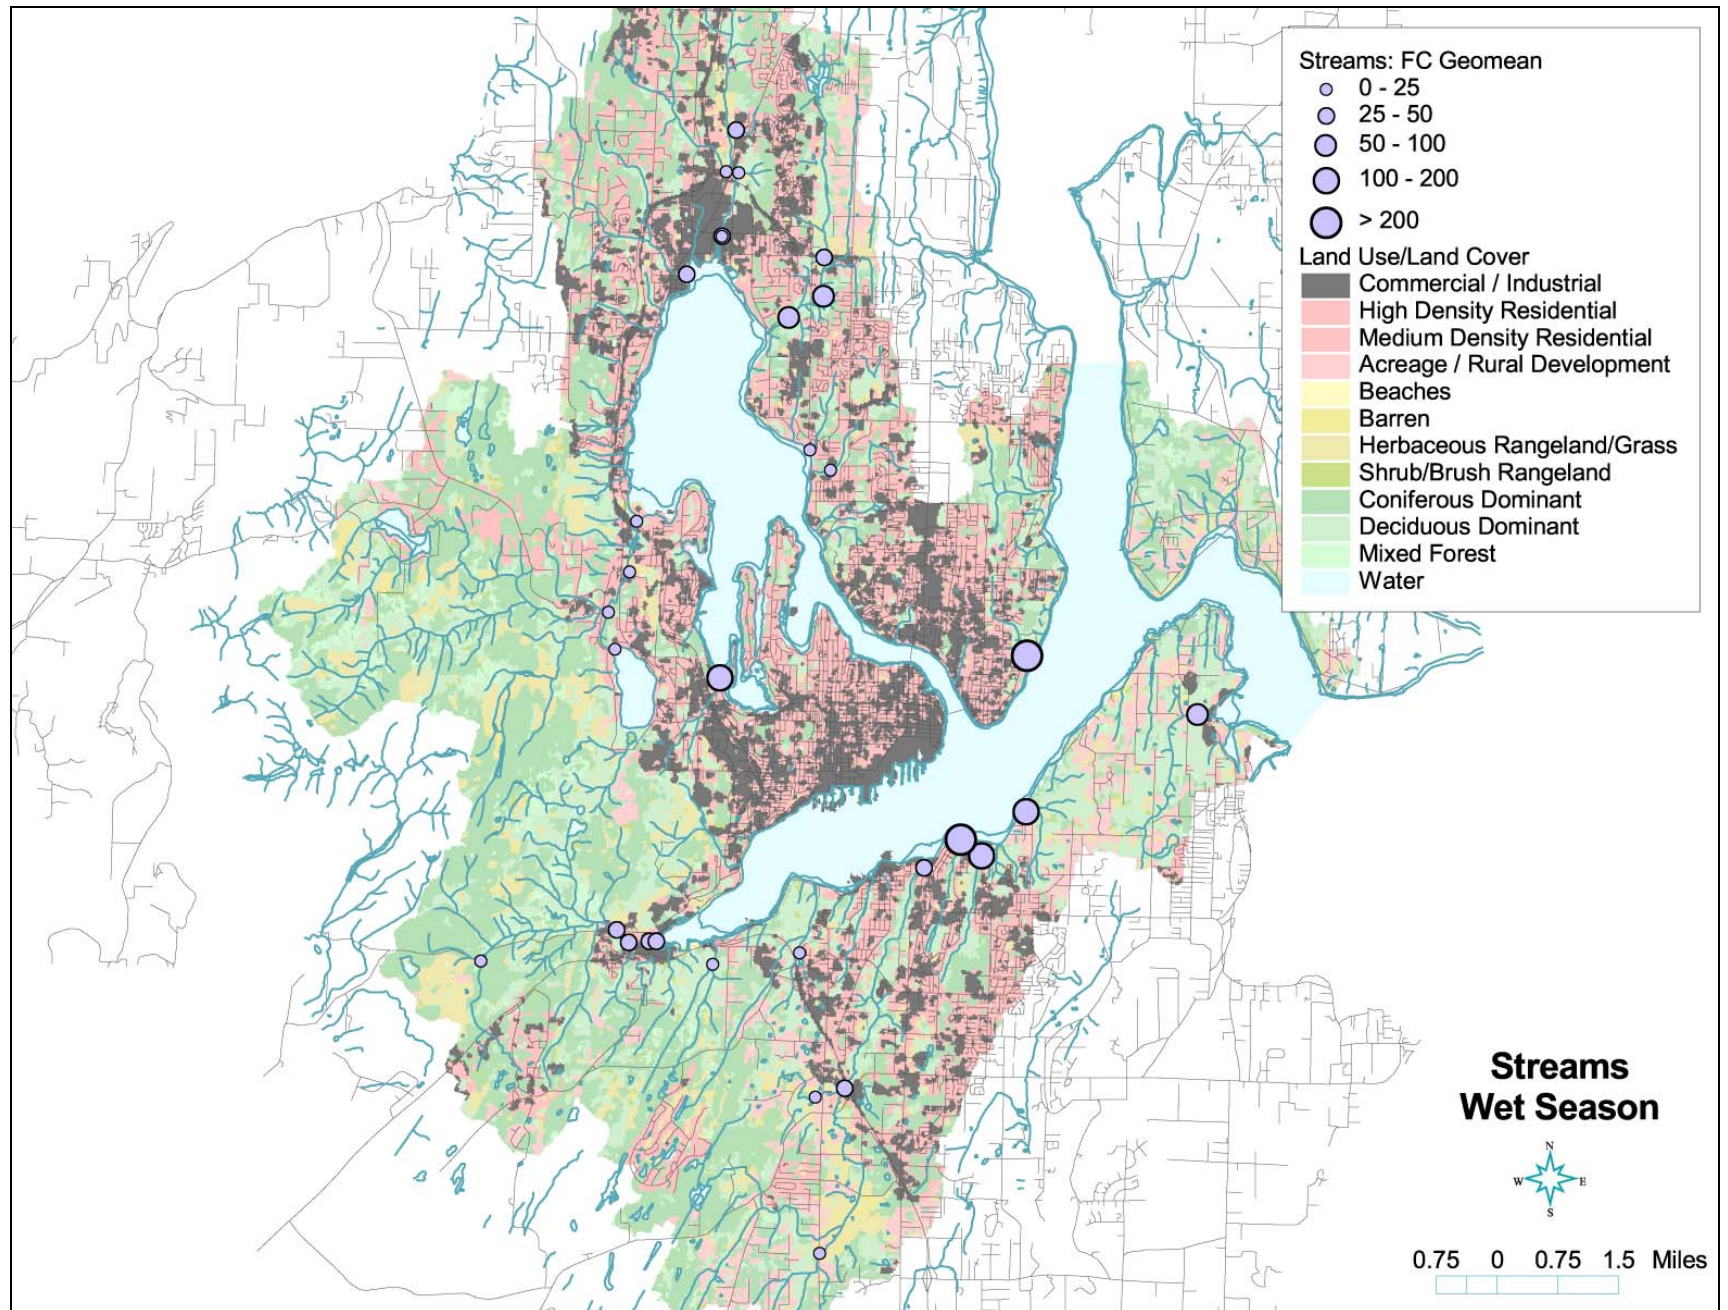 Streams: FC Geomean
0 - 25
25 - 50
50 - 100
100 - 200
> 200
Land Use/Land Cover
Commercial / Industrial
High Density Residential
Medium Density Residential
Acreage / Rural Development
Beaches
Barren
Herbaceous Rangeland/Grass
Shrub/Brush Rangeland
Coniferous Dominant
Deciduous Dominant
Mixed Forest
Water
Streams
Wet Season
N
W E
S
0.75 0 0.75 1.5 Miles